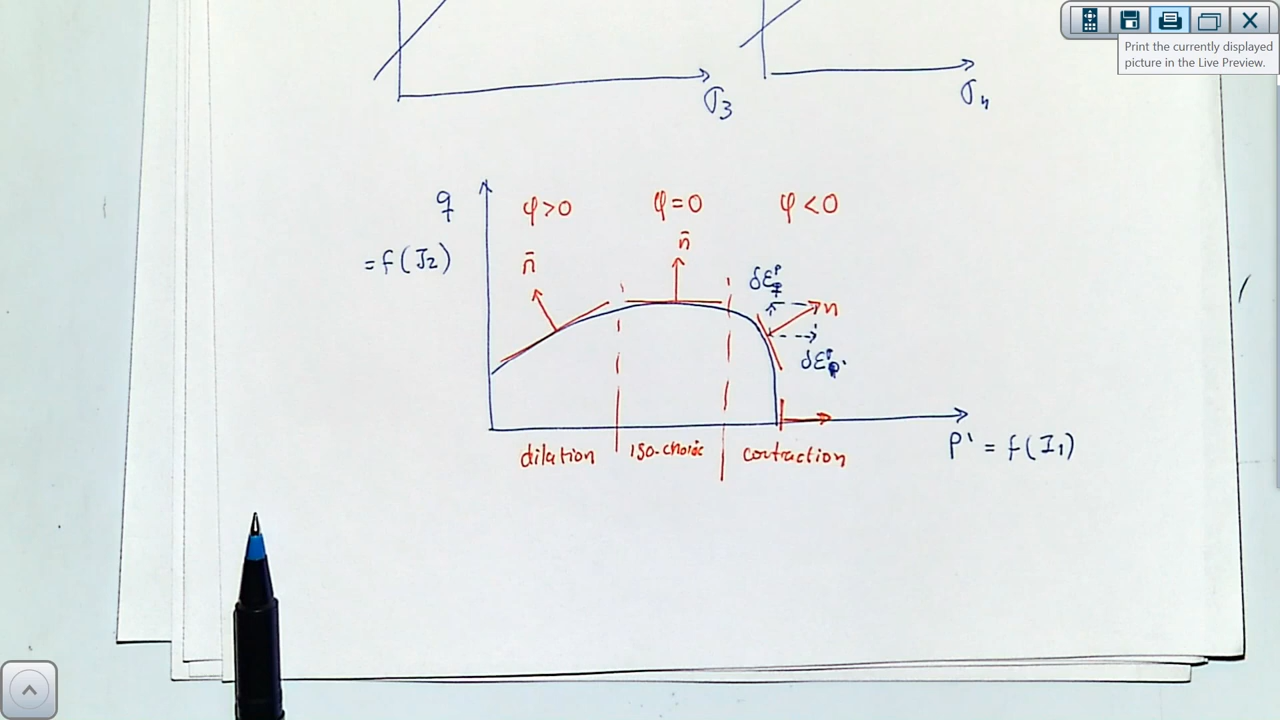 Print the currently displayed
picture in the Live Preview.
σ3
σn
q
= f(J2)
φ>0
φ=0
φ<0
n̄
n̄
δε^p_q
n
δε^p_p'
dilation
iso-choric
contraction
p' = f(I1)